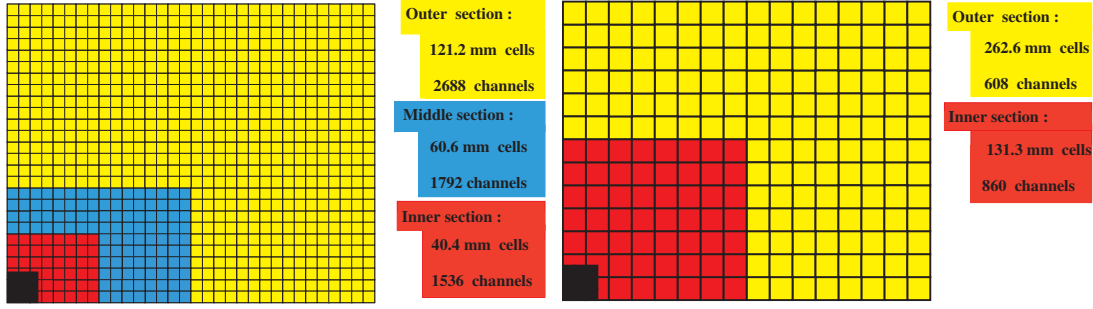 Outer section :
121.2 mm cells
2688 channels
Middle section :
60.6 mm cells
1792 channels
Inner section :
40.4 mm cells
1536 channels
Outer section :
262.6 mm cells
608 channels
Inner section :
131.3 mm cells
860 channels